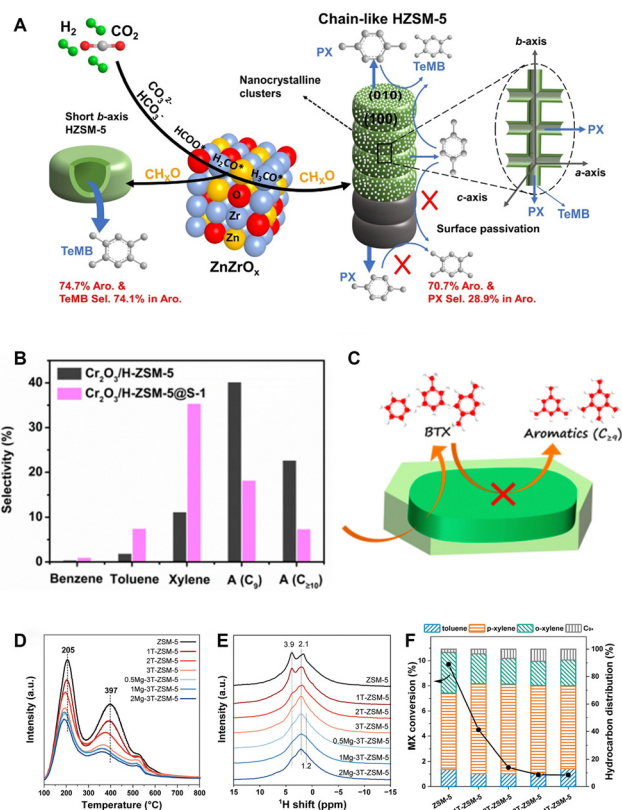 A
H2 CO2
CO3 2-
HCO3 -
HCOO*
H2CO*
H3CO*
Short b-axis
HZSM-5
CHxO
CHxO
O
Zr
Zn
ZnZrOx
TeMB
74.7% Aro. &
TeMB Sel. 74.1% in Aro.
Chain-like HZSM-5
PX
TeMB
Nanocrystalline
clusters
(010)
(100)
Surface passivation
PX
70.7% Aro. &
PX Sel. 28.9% in Aro.
b-axis
PX
a-axis
c-axis
PX
TeMB
B
Cr2O3/H-ZSM-5
Cr2O3/H-ZSM-5@S-1
Selectivity (%)
40
30
20
10
0
Benzene Toluene Xylene A (C9) A (C≥10)
C
BTX
Aromatics (C≥9)
D
205
397
ZSM-5
1T-ZSM-5
2T-ZSM-5
3T-ZSM-5
0.5Mg-3T-ZSM-5
1Mg-3T-ZSM-5
2Mg-3T-ZSM-5
Intensity (a.u.)
100 200 300 400 500 600 700 800
Temperature (°C)
E
3.9 2.1
ZSM-5
1T-ZSM-5
2T-ZSM-5
3T-ZSM-5
0.5Mg-3T-ZSM-5
1Mg-3T-ZSM-5
2Mg-3T-ZSM-5
1.2
Intensity (a.u.)
15 10 5 0 -5 -10 -15
1H shift (ppm)
F
toluene p-xylene o-xylene C9+
MX conversion (%)
10
8
6
4
2
0
Hydrocarbon distribution (%)
100
80
60
40
20
0
ZSM-5